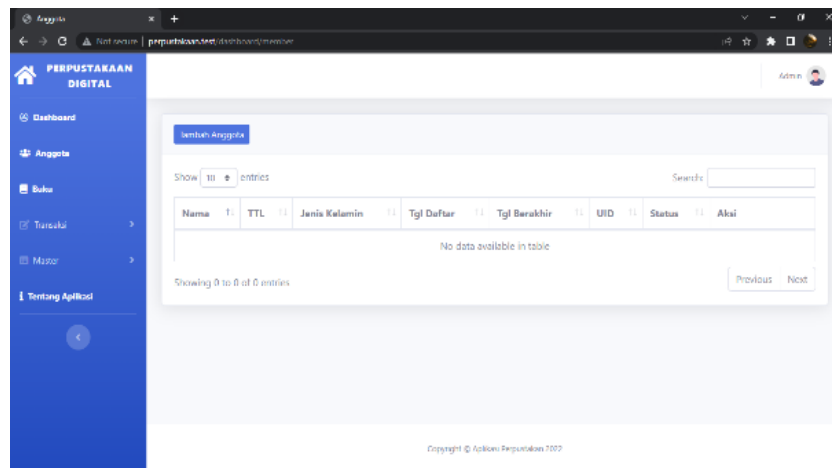 Anggota
Not secure | perpustakaan.test/dashboard/member
PERPUSTAKAAN
DIGITAL
Admin
Dashboard
Anggota
Buku
Transaksi
Master
Tentang Aplikasi
Tambah Anggota
Show 10 entries
Search:
Nama TTL Jenis Kelamin Tgl Daftar Tgl Berakhir UID Status Aksi
No data available in table
Showing 0 to 0 of 0 entries
Previous Next
Copyright © Aplikasi Perpustakan 2022